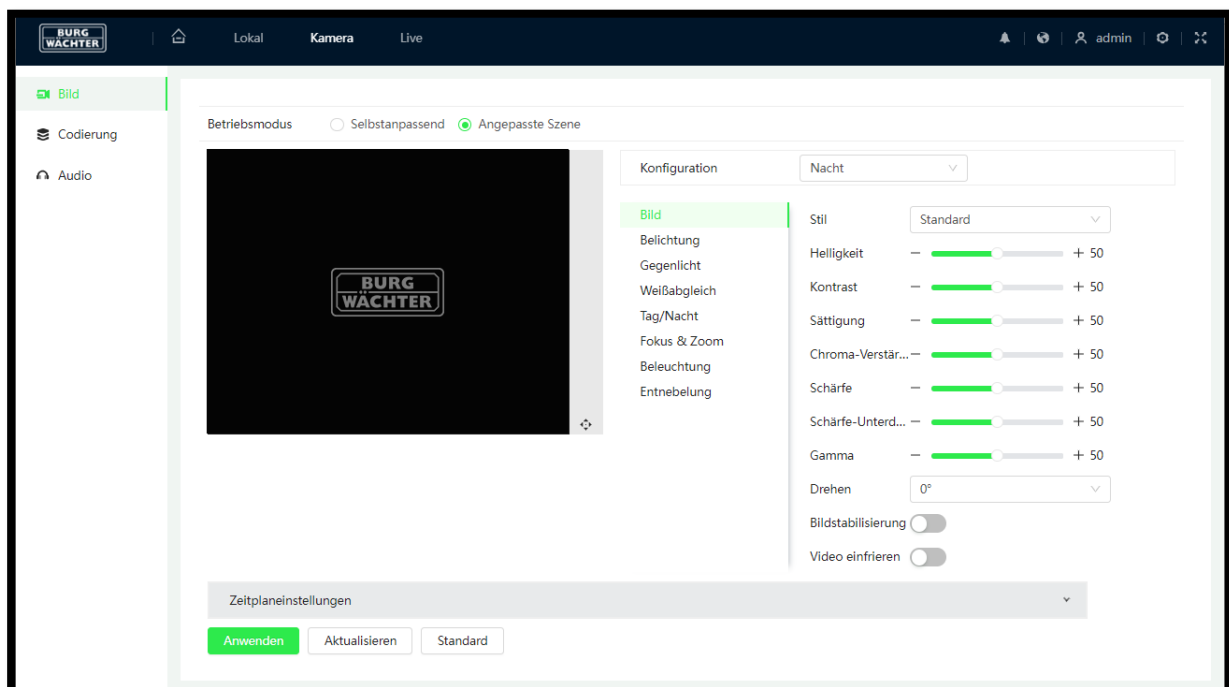 BURG
WÄCHTER
Lokal
Kamera
Live
admin
Bild
Codierung
Audio
Betriebsmodus
Selbstanpassend
Angepasste Szene
BURG
WÄCHTER
Konfiguration
Nacht
Bild
Belichtung
Gegenlicht
Weißabgleich
Tag/Nacht
Fokus & Zoom
Beleuchtung
Entnebelung
Stil Standard
Helligkeit − + 50
Kontrast − + 50
Sättigung − + 50
Chroma-Verstär... − + 50
Schärfe − + 50
Schärfe-Unterd... − + 50
Gamma − + 50
Drehen 0°
Bildstabilisierung
Video einfrieren
Zeitplaneinstellungen
Anwenden
Aktualisieren
Standard